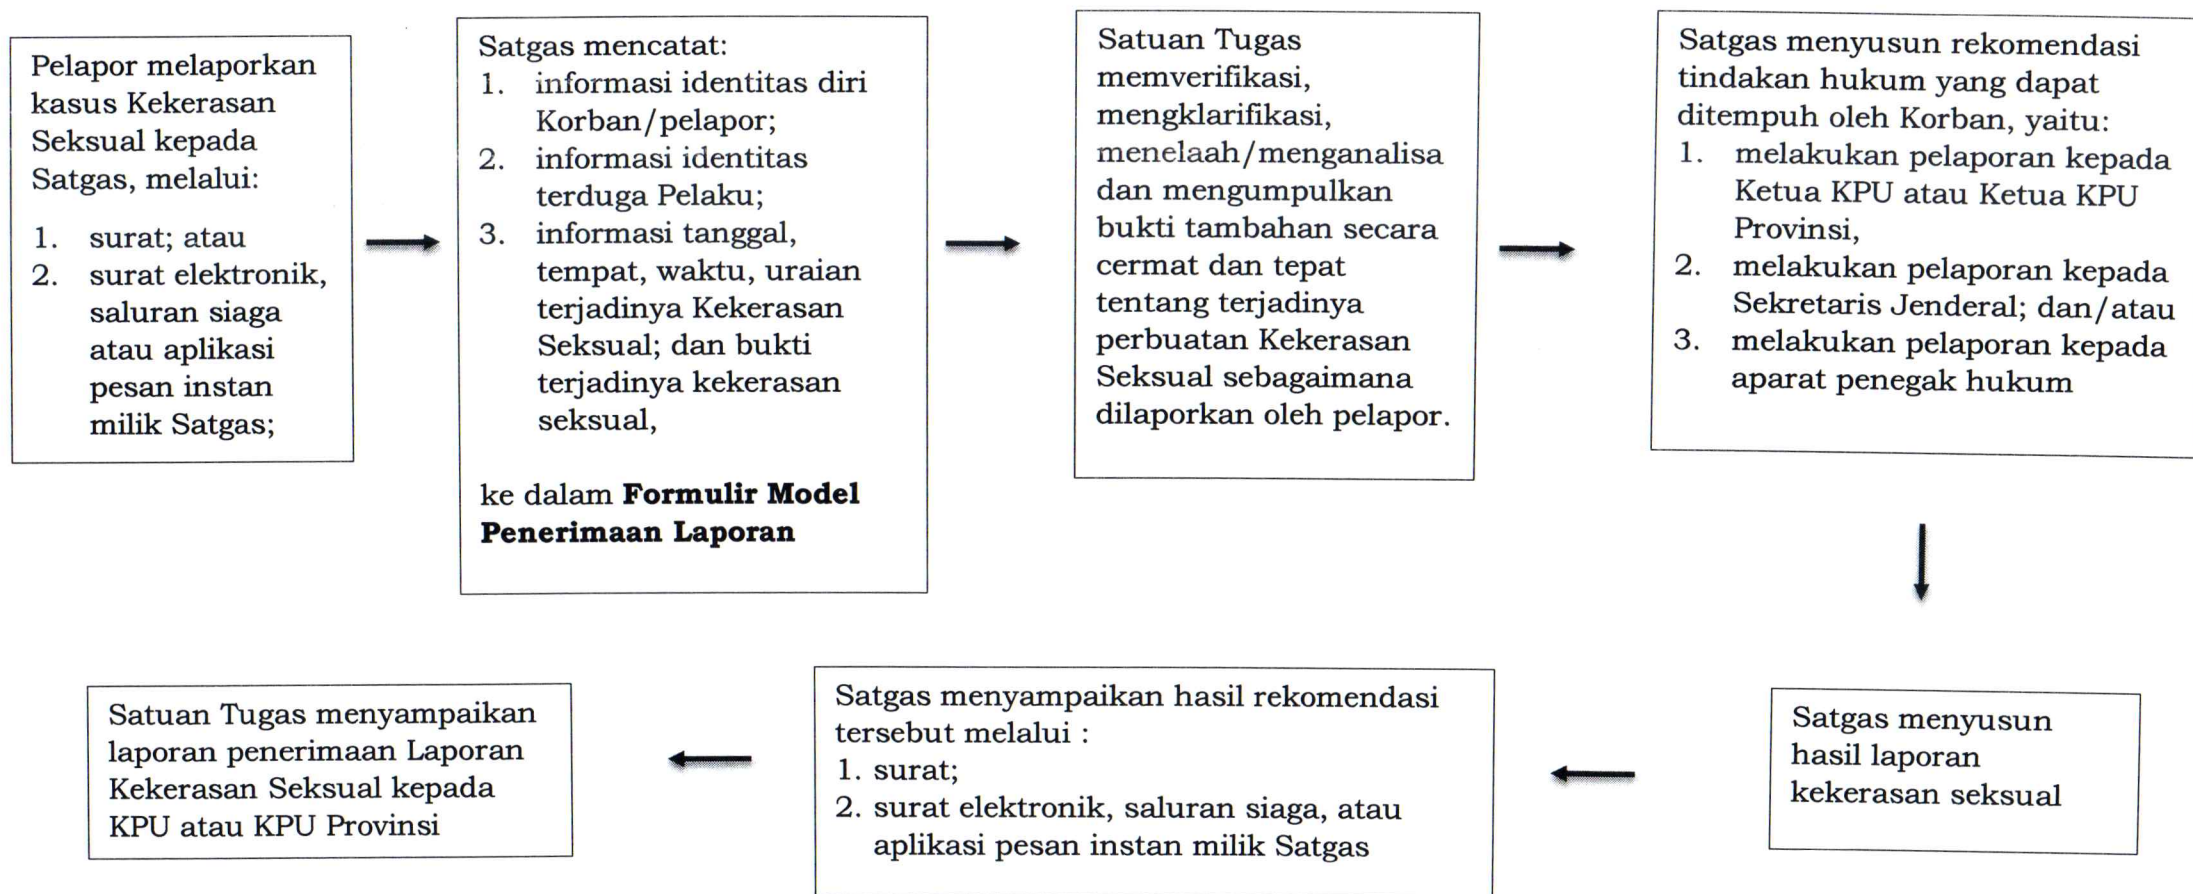 Pelapor melaporkan
kasus Kekerasan
Seksual kepada
Satgas, melalui:
1. surat; atau
2. surat elektronik,
saluran siaga
atau aplikasi
pesan instan
milik Satgas;
Satgas mencatat:
1. informasi identitas diri
Korban/pelapor;
2. informasi identitas
terduga Pelaku;
3. informasi tanggal,
tempat, waktu, uraian
terjadinya Kekerasan
Seksual; dan bukti
terjadinya kekerasan
seksual,
ke dalam Formulir Model
Penerimaan Laporan
Satuan Tugas
memverifikasi,
mengklarifikasi,
menelaah/menganalisa
dan mengumpulkan
bukti tambahan secara
cermat dan tepat
tentang terjadinya
perbuatan Kekerasan
Seksual sebagaimana
dilaporkan oleh pelapor.
Satgas menyusun rekomendasi
tindakan hukum yang dapat
ditempuh oleh Korban, yaitu:
1. melakukan pelaporan kepada
Ketua KPU atau Ketua KPU
Provinsi,
2. melakukan pelaporan kepada
Sekretaris Jenderal; dan/atau
3. melakukan pelaporan kepada
aparat penegak hukum
Satgas menyusun
hasil laporan
kekerasan seksual
Satgas menyampaikan hasil rekomendasi
tersebut melalui :
1. surat;
2. surat elektronik, saluran siaga, atau
aplikasi pesan instan milik Satgas
Satuan Tugas menyampaikan
laporan penerimaan Laporan
Kekerasan Seksual kepada
KPU atau KPU Provinsi